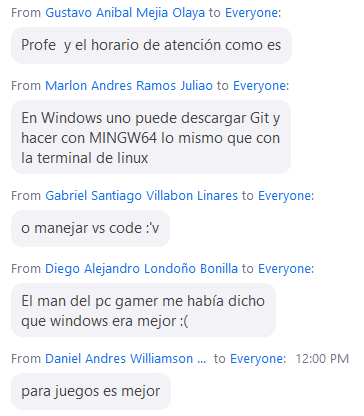 From Gustavo Anibal Mejia Olaya to Everyone:
Profe y el horario de atención como es
From Marlon Andres Ramos Juliao to Everyone:
En Windows uno puede descargar Git y
hacer con MINGW64 lo mismo que con
la terminal de linux
From Gabriel Santiago Villabon Linares to Everyone:
o manejar vs code :'v
From Diego Alejandro Londoño Bonilla to Everyone:
El man del pc gamer me había dicho
que windows era mejor :(
From Daniel Andres Williamson ... to Everyone: 12:00 PM
para juegos es mejor